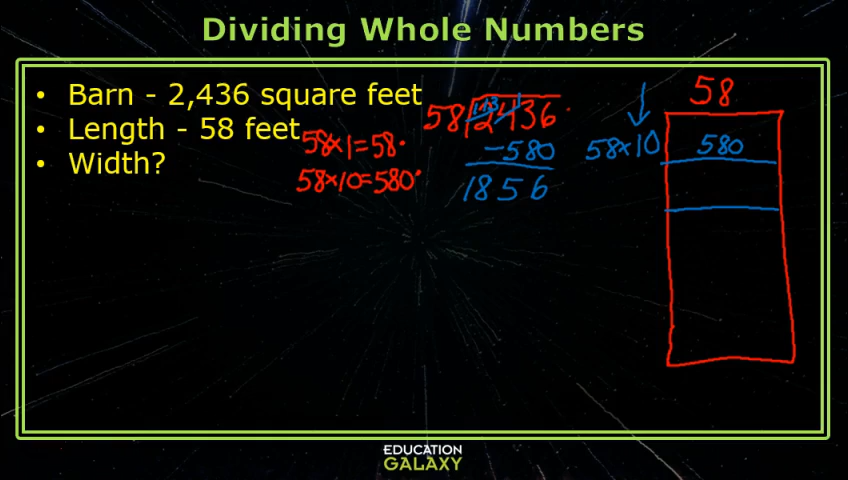 Dividing Whole Numbers
• Barn - 2,436 square feet
• Length - 58 feet
• Width?
58×1=58
58×10=580
58 2436
-580
1856
58
58×10 580
EDUCATION
GALAXY